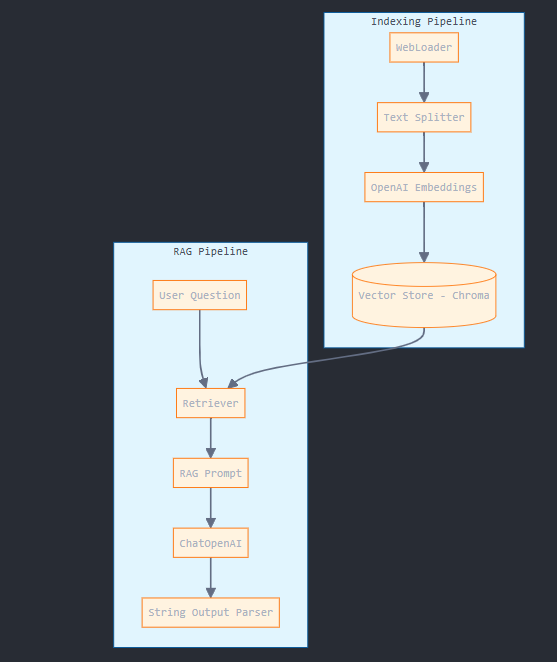 Indexing Pipeline
WebLoader
Text Splitter
OpenAI Embeddings
Vector Store - Chroma
RAG Pipeline
User Question
Retriever
RAG Prompt
ChatOpenAI
String Output Parser